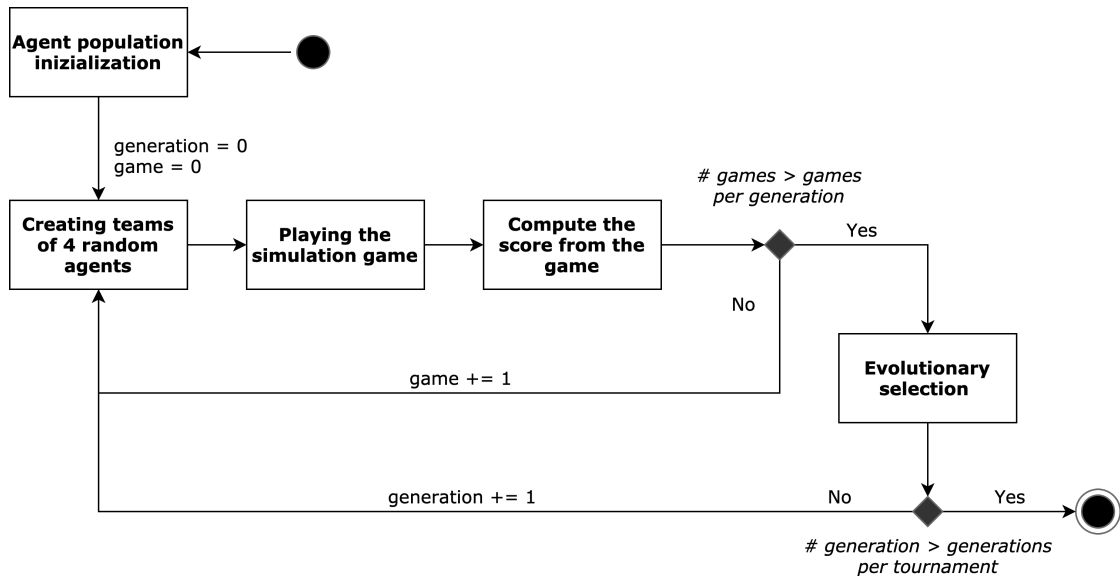 Agent population
inizialization
generation = 0
game = 0
Creating teams
of 4 random
agents
Playing the
simulation game
Compute the
score from the
game
# games > games
per generation
Yes
No
game += 1
Evolutionary
selection
generation += 1
No
Yes
# generation > generations
per tournament